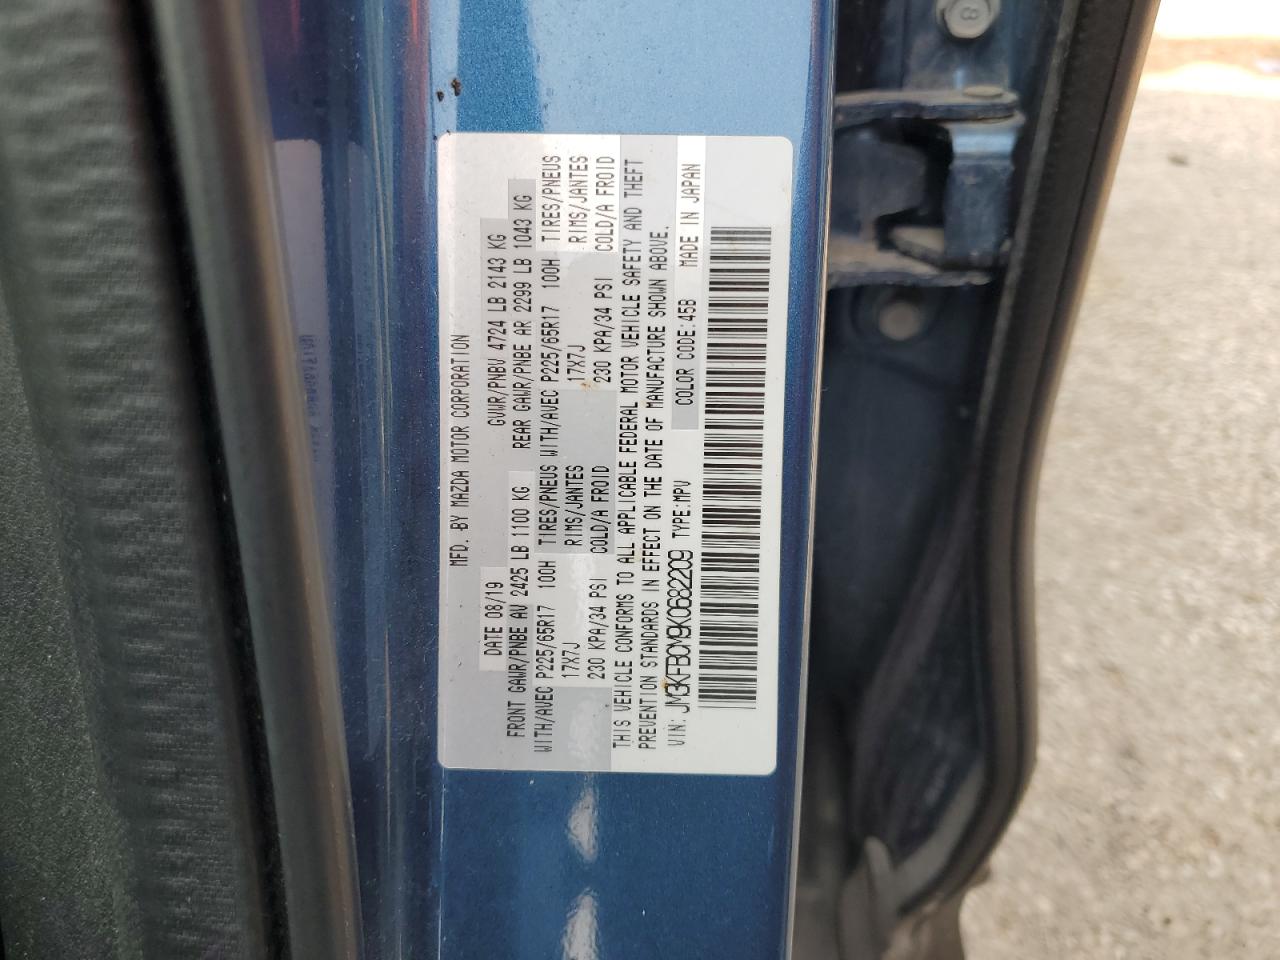 MFD. BY MAZDA MOTOR CORPORATION
DATE 08/19 GVWR/PNBV 4724 LB 2143 KG
FRONT GAWR/PNBE AV 2425 LB 1100 KG REAR GAWR/PNBE AR 2299 LB 1043 KG
WITH/AVEC P225/65R17 100H TIRES/PNEUS WITH/AVEC P225/65R17 100H TIRES/PNEUS
17X7J RIMS/JANTES 17X7J RIMS/JANTES
230 KPA/34 PSI COLD/A FROID 230 KPA/34 PSI COLD/A FROID
THIS VEHICLE CONFORMS TO ALL APPLICABLE FEDERAL MOTOR VEHICLE SAFETY AND THEFT
PREVENTION STANDARDS IN EFFECT ON THE DATE OF MANUFACTURE SHOWN ABOVE.
VIN: JM3KFBCM9K0682209 TYPE:MPV COLOR CODE:45B MADE IN JAPAN
8